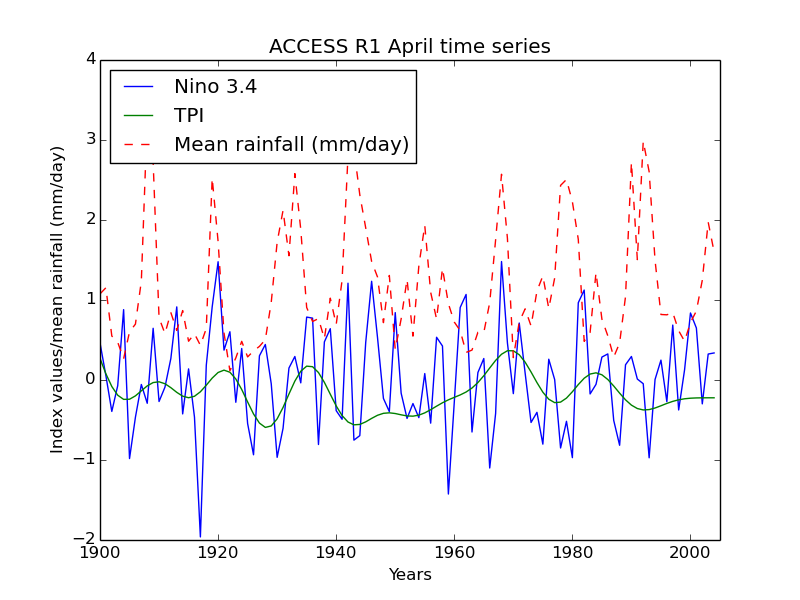 ACCESS R1 April time series
Nino 3.4
TPI
Mean rainfall (mm/day)
Index values/mean rainfall (mm/day)
4
3
2
1
0
−1
−2
1900 1920 1940 1960 1980 2000
Years